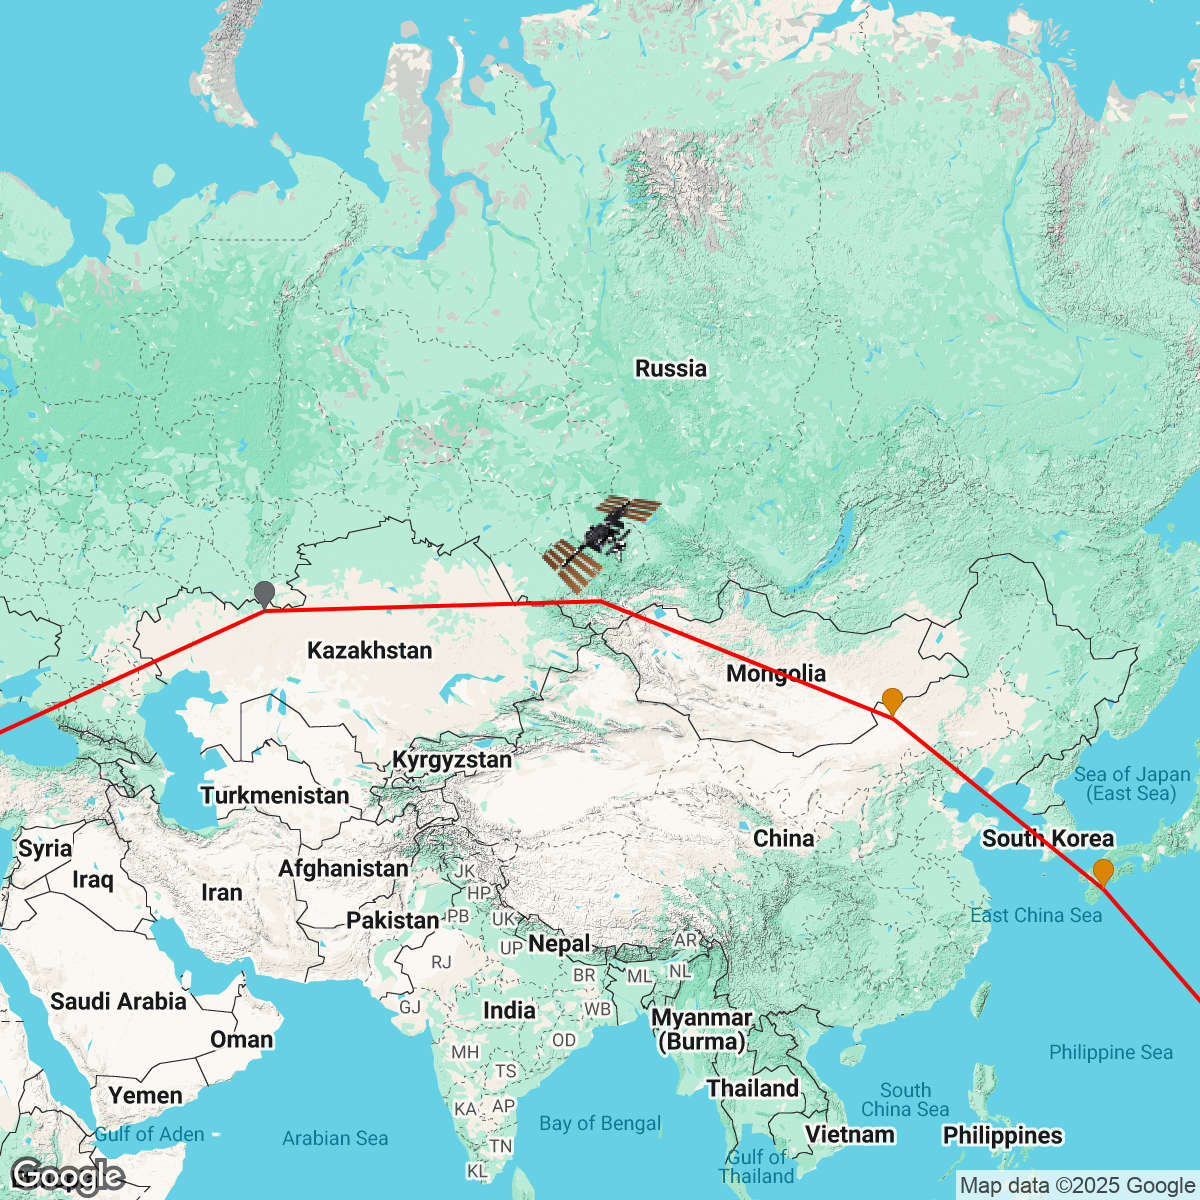 Russia
Kazakhstan
Mongolia
Kyrgyzstan
Sea of Japan
(East Sea)
Turkmenistan
China
South Korea
Syria
Afghanistan
JK
Iraq
Iran
HP
Pakistan
PB
UK
East China Sea
UP
Nepal
AR
RJ
BR
ML
NL
Saudi Arabia
GJ
India
WB
Myanmar
(Burma)
Oman
OD
MH
Philippine Sea
TS
Thailand
Yemen
KA
AP
South
China Sea
Gulf of Aden
Arabian Sea
Bay of Bengal
Vietnam
Philippines
TN
Gulf of
Thailand
KL
Google
Map data ©2025 Google